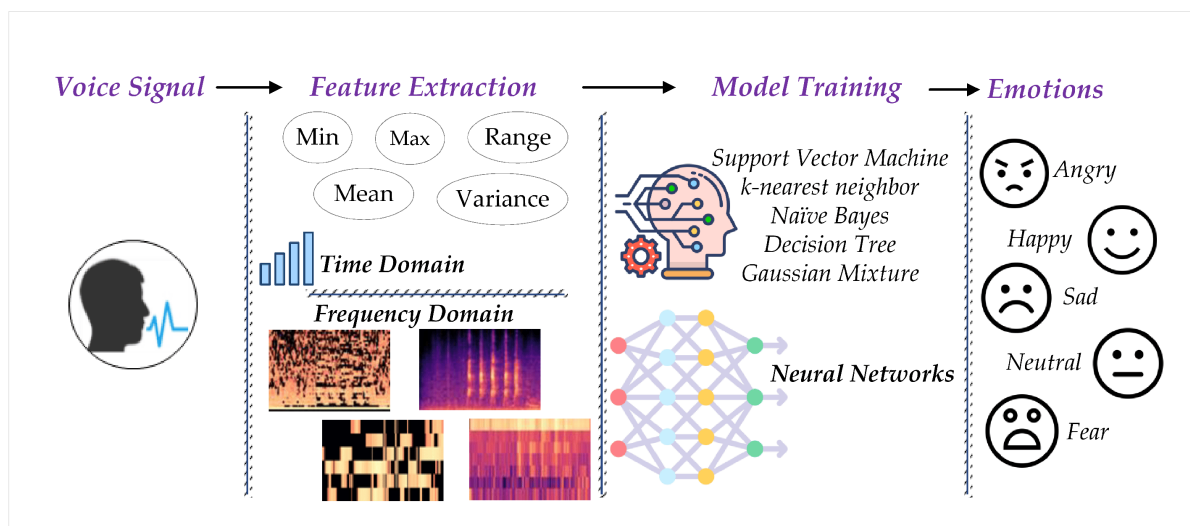 Voice Signal
Feature Extraction
Model Training
Emotions
Min
Max
Range
Mean
Variance
Time Domain
Frequency Domain
Support Vector Machine
k-nearest neighbor
Naïve Bayes
Decision Tree
Gaussian Mixture
Neural Networks
Angry
Happy
Sad
Neutral
Fear